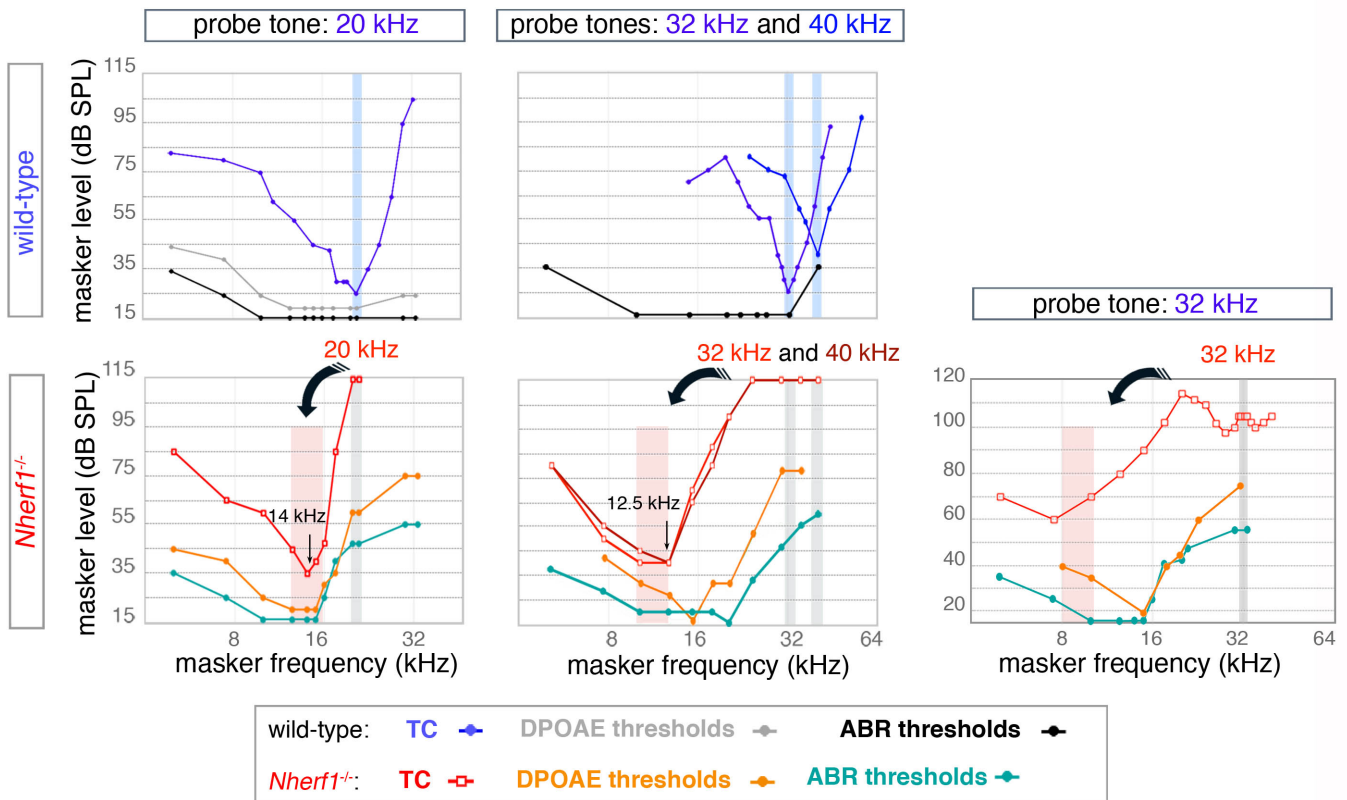 probe tone: 20 kHz
probe tones: 32 kHz and 40 kHz
wild-type
masker level (dB SPL)
115
95
75
55
35
15
probe tone: 32 kHz
Nherf1-/-
masker level (dB SPL)
20 kHz
115
95
75
55
35
15
14 kHz
8 16 32
masker frequency (kHz)
32 kHz and 40 kHz
12.5 kHz
8 16 32 64
masker frequency (kHz)
32 kHz
120
100
80
60
40
20
8 16 32 64
masker frequency (kHz)
wild-type: TC DPOAE thresholds ABR thresholds
Nherf1-/-: TC DPOAE thresholds ABR thresholds